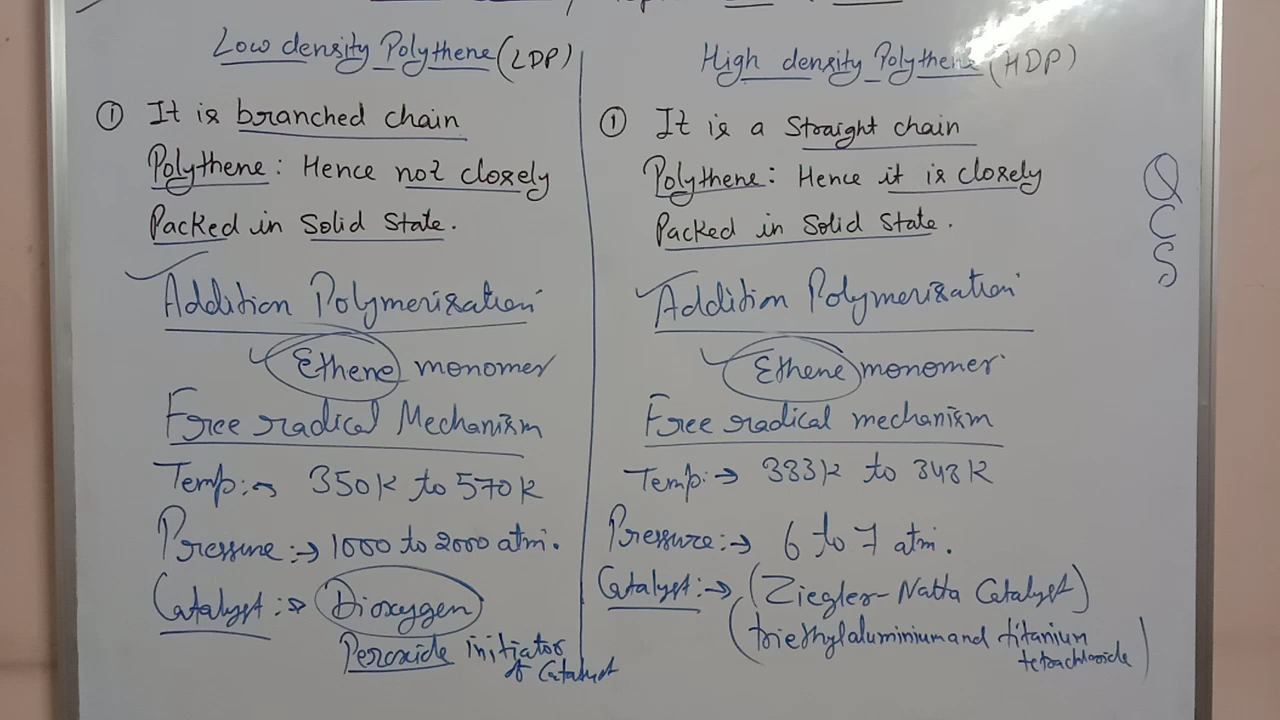 Low density Polythene (LDP)
① It is branched chain
Polythene: Hence not closely
Packed in Solid State.
Addition Polymerization
Ethene monomer
Free radical Mechanism
Temp:→ 350K to 570K
Pressure:→ 1000 to 2000 atm.
Catalyst:→ Dioxygen
Peroxide initiator
Catalyst
High density Polythene (HDP)
① It is a Straight chain
Polythene: Hence it is closely
Packed in Solid State.
Addition Polymerization
Ethene monomer
Free radical mechanism
Temp:→ 333K to 343K
Pressure:→ 6 to 7 atm.
Catalyst:→ (Ziegler-Natta Catalyst)
(triethylaluminium and titanium
tetrachloride)